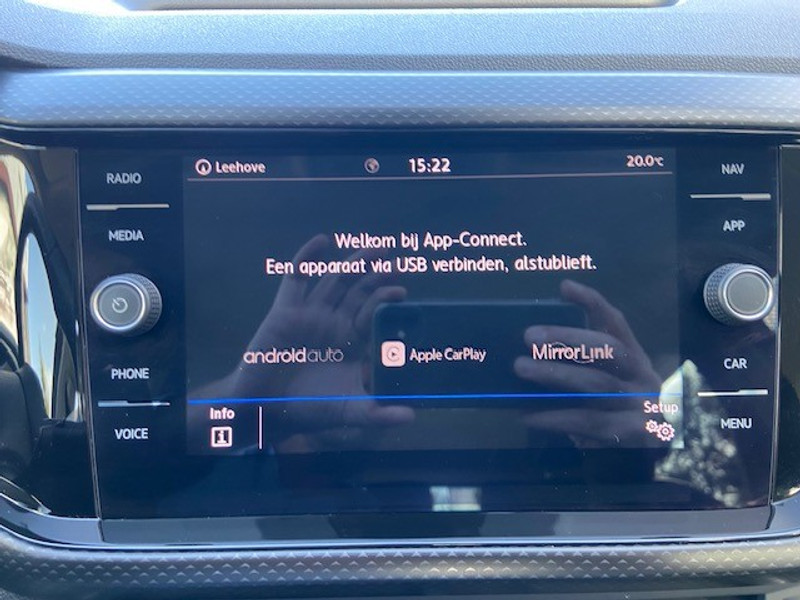 RADIO
MEDIA
PHONE
VOICE
Leehove 15:22 20.0°C
Welkom bij App-Connect.
Een apparaat via USB verbinden, alstublieft.
androidauto Apple CarPlay MirrorLink
Info Setup
i
NAV
APP
CAR
MENU